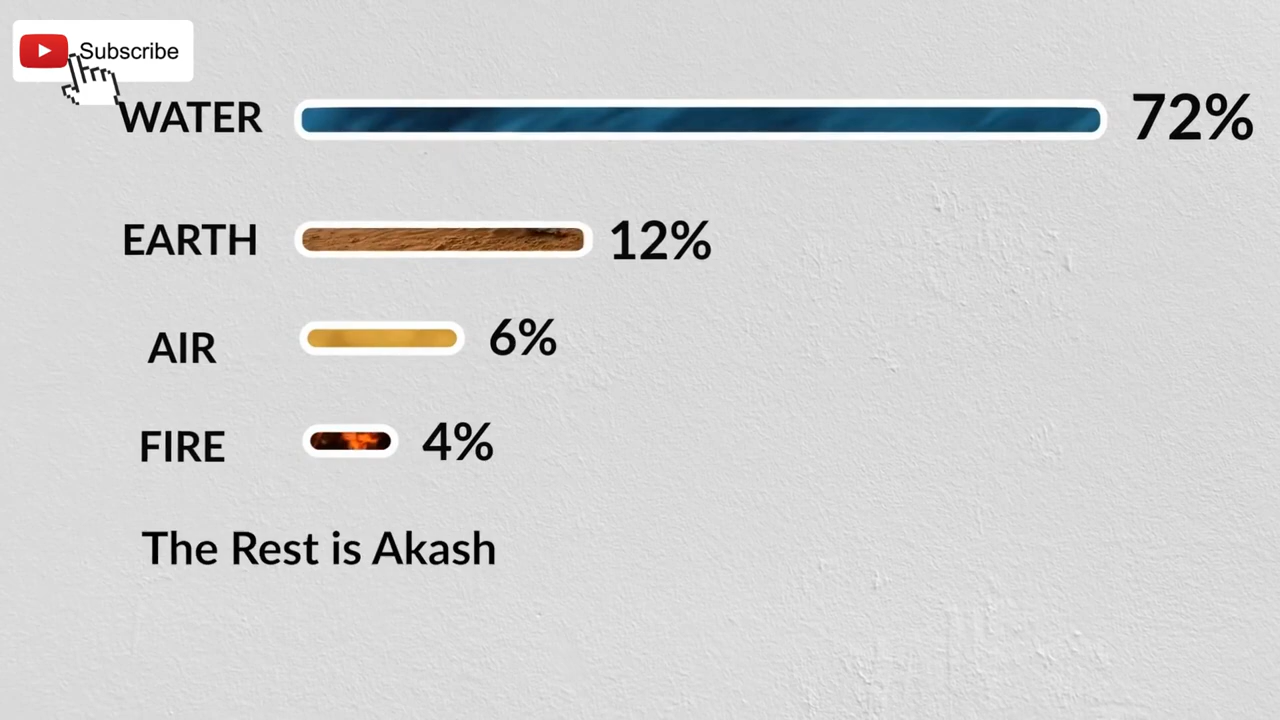 Subscribe
WATER 72%
EARTH 12%
AIR 6%
FIRE 4%
The Rest is Akash